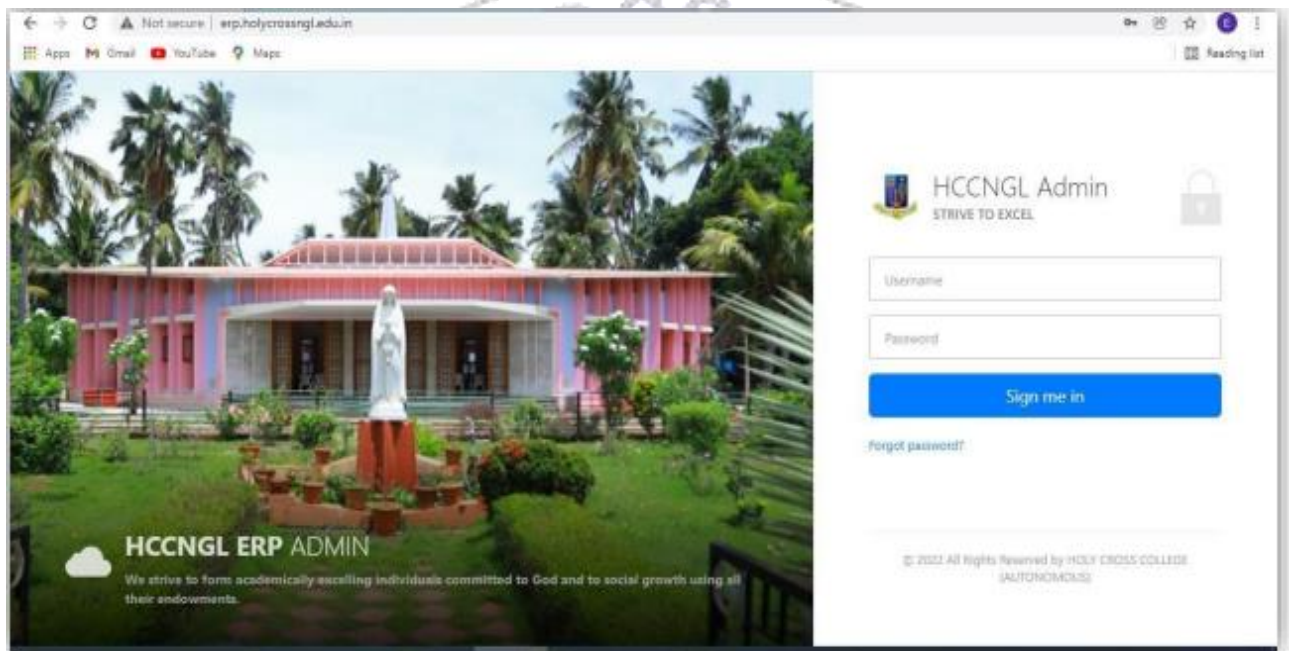 Not secure | erp.holycrossngl.edu.in
Apps Gmail YouTube Maps Reading list
HCCNGL Admin
STRIVE TO EXCEL
Username
Password
Sign me in
Forgot password?
HCCNGL ERP ADMIN
We strive to form academically excelling individuals committed to God and to social growth using all
their endowments.
© 2022 All Rights Reserved by HOLY CROSS COLLEGE
(AUTONOMOUS)